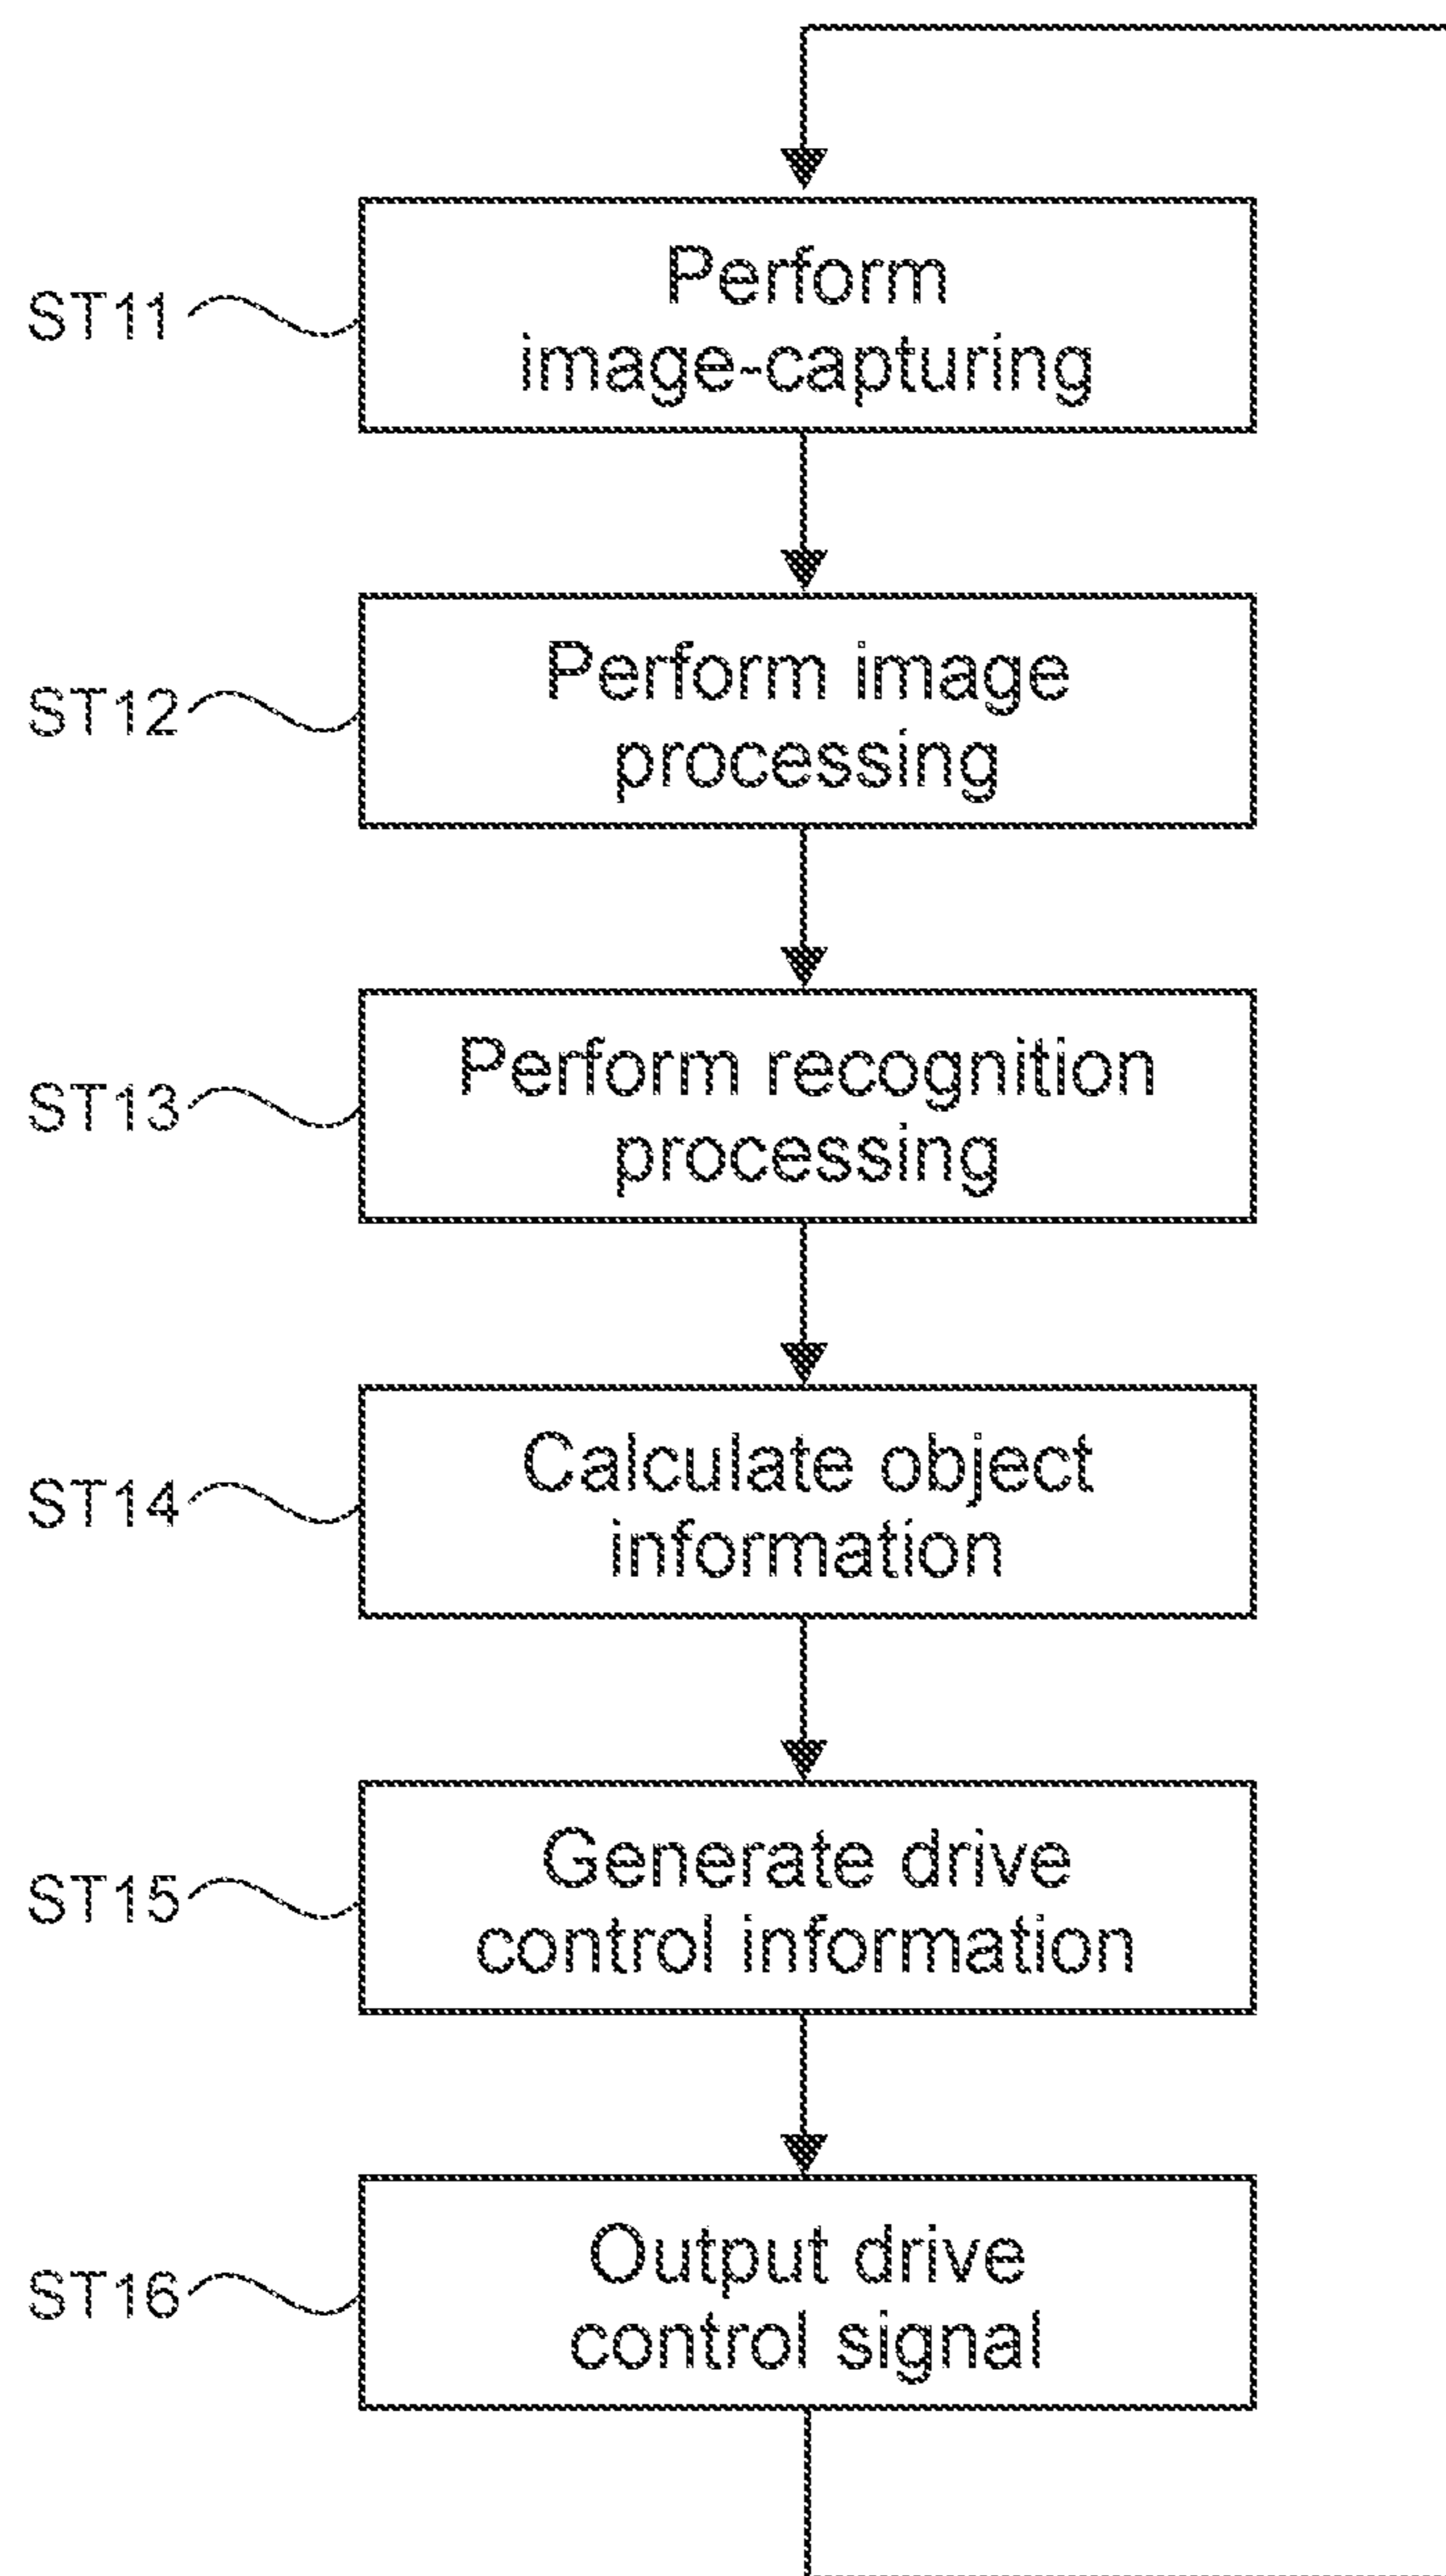 Perform
ST11
image-capturing
Perform image
ST12
processing
Perform recognition
ST13
processing
Calculate object
ST14
information
Generate drive
ST15
control information
Output drive
ST16
control signal